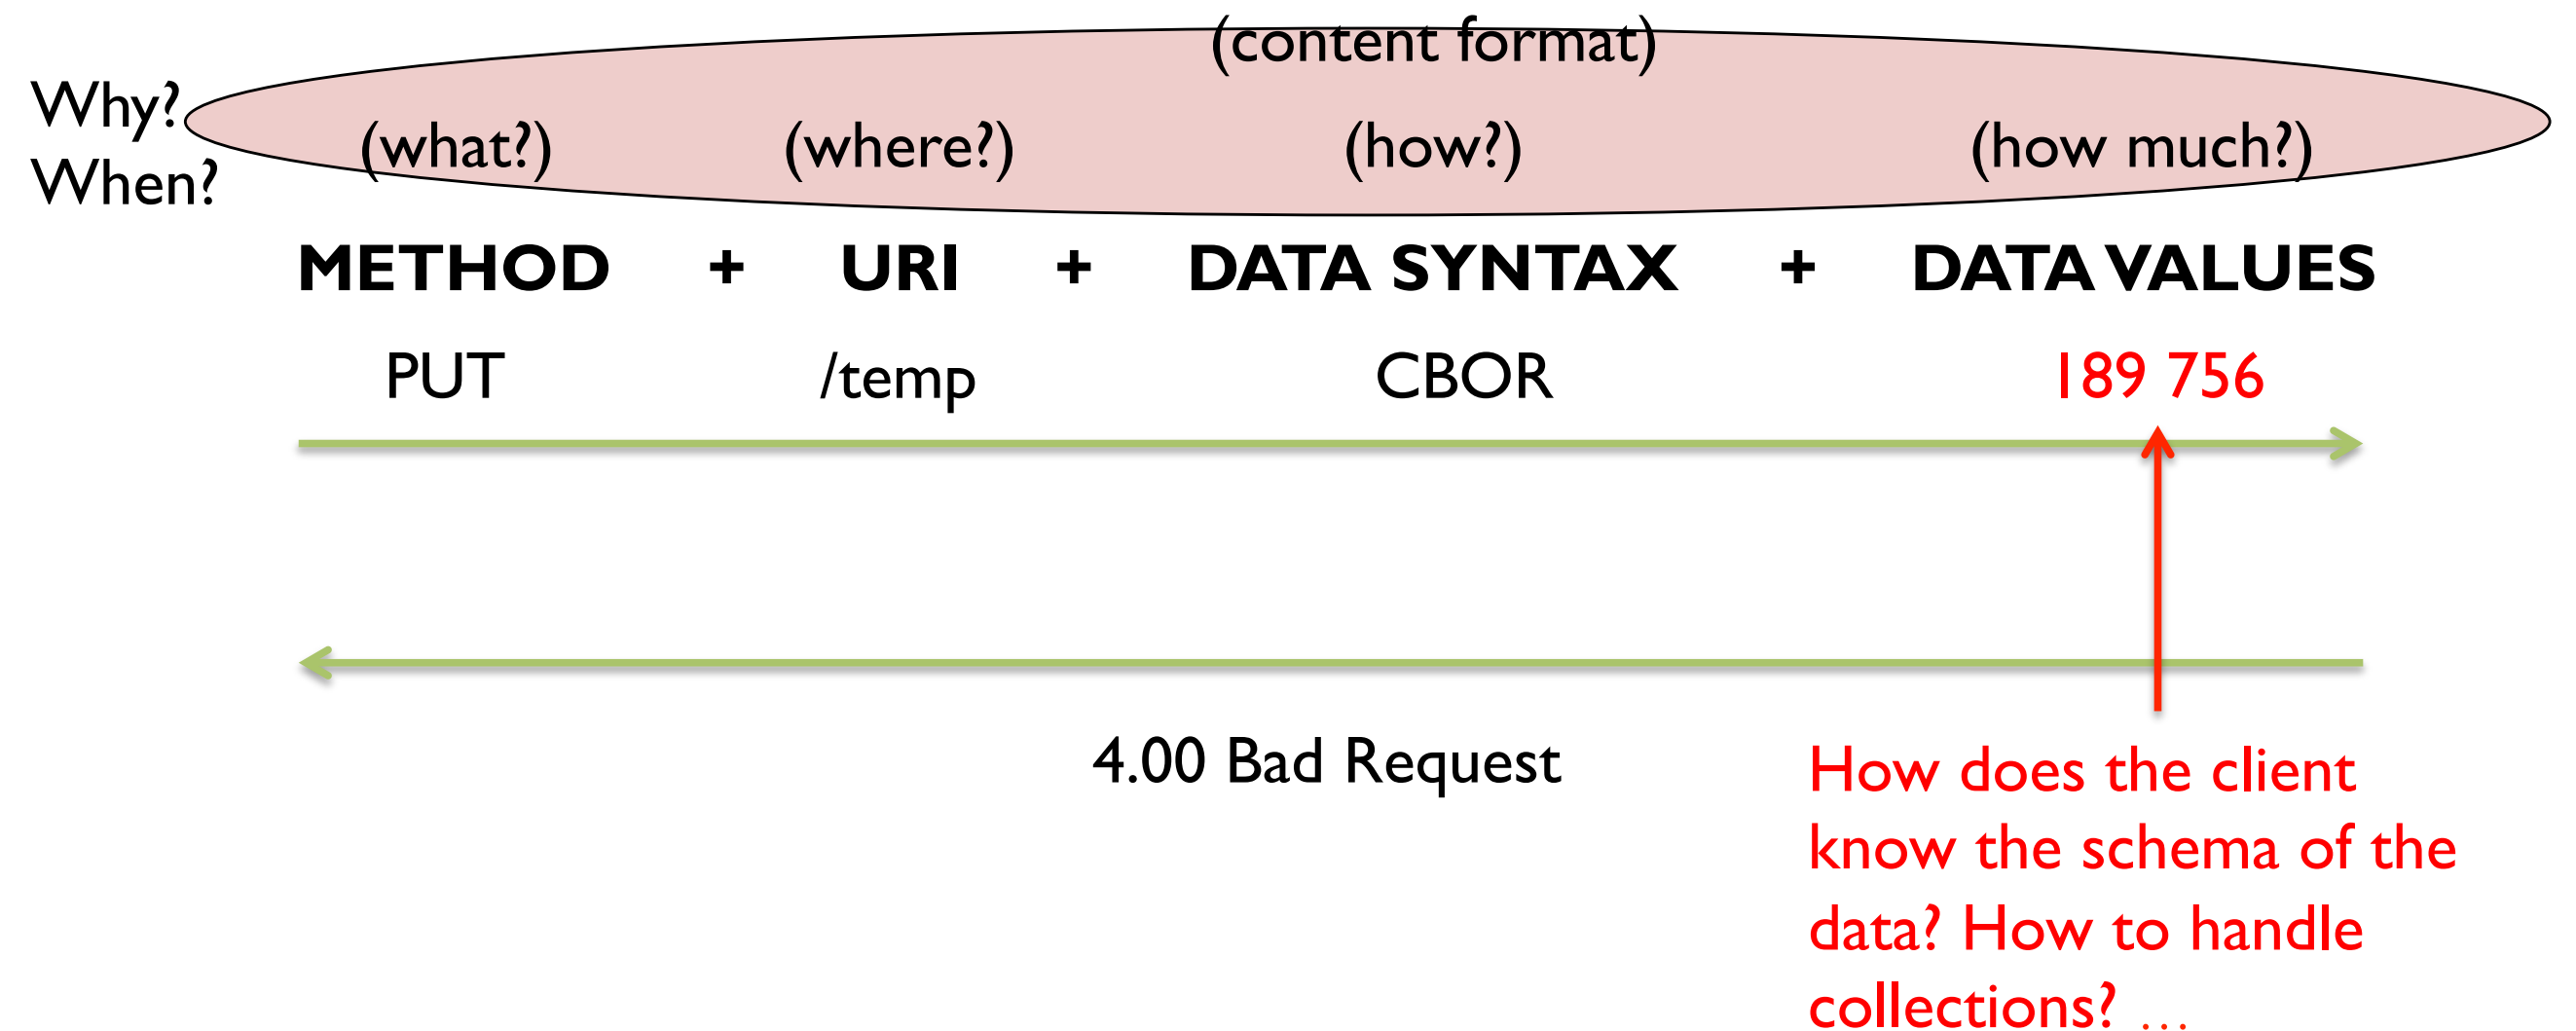 (content format)
Why?
When?
(what?) (where?) (how?) (how much?)
METHOD + URI + DATA SYNTAX + DATA VALUES
PUT /temp CBOR 189 756
4.00 Bad Request
How does the client
know the schema of the
data? How to handle
collections? ...